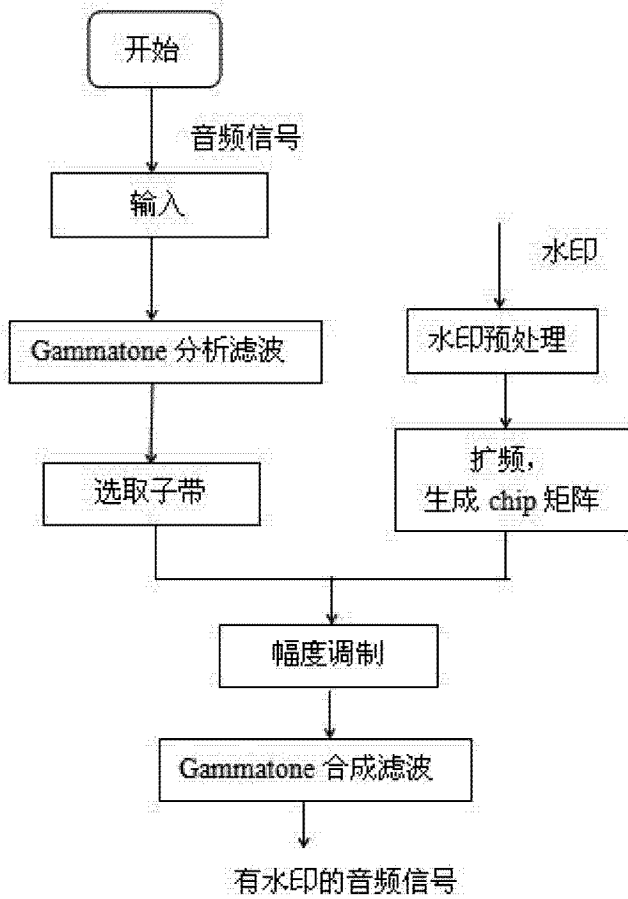 开始
音频信号
输入
Gammatone 分析滤波
选取子带
水印
水印预处理
扩频，
生成 chip 矩阵
幅度调制
Gammatone 合成滤波
有水印的音频信号